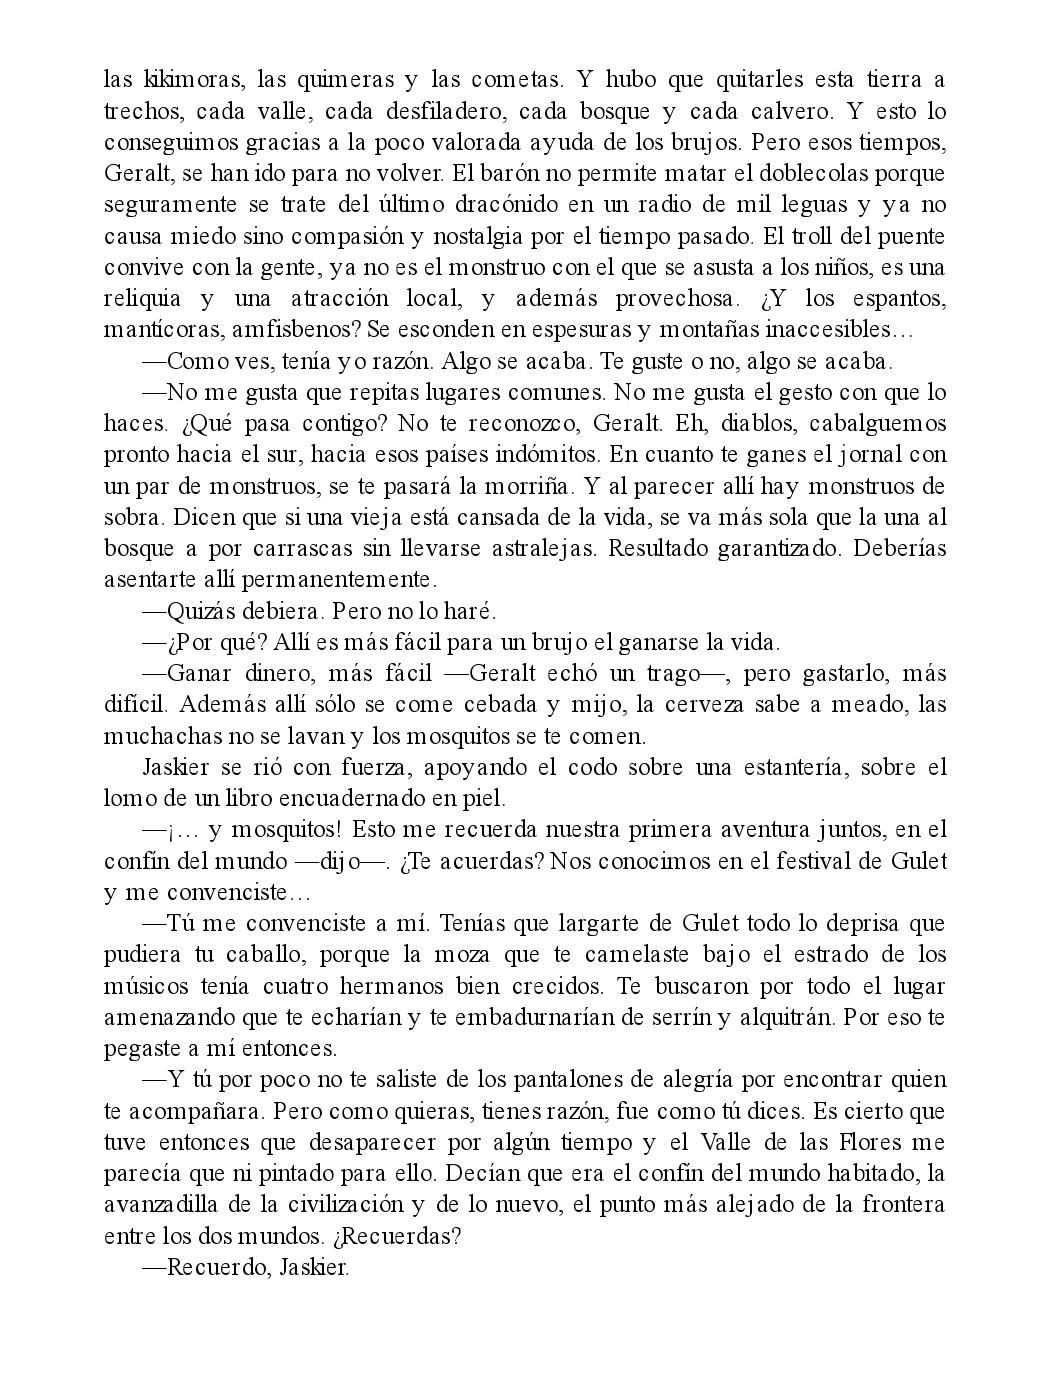 las kikimoras, las quimeras y las cometas. Y hubo que quitarles esta tierra a
trechos, cada valle, cada desfiladero, cada bosque y cada calvero. Y esto lo
conseguimos gracias a la poco valorada ayuda de los brujos. Pero esos tiempos,
Geralt, se han ido para no volver. El barón no permite matar el doblecolas porque
seguramente se trate del último dracónido en un radio de mil leguas y ya no
causa miedo sino compasión y nostalgia por el tiempo pasado. El troll del puente
convive con la gente, ya no es el monstruo con el que se asusta a los niños, es una
reliquia y una atracción local, y además provechosa. ¿Y los espantos,
mantícoras, amfisbenos? Se esconden en espesuras y montañas inaccesibles…
—Como ves, tenía yo razón. Algo se acaba. Te guste o no, algo se acaba.
—No me gusta que repitas lugares comunes. No me gusta el gesto con que lo
haces. ¿Qué pasa contigo? No te reconozco, Geralt. Eh, diablos, cabalguemos
pronto hacia el sur, hacia esos países indómitos. En cuanto te ganes el jornal con
un par de monstruos, se te pasará la morriña. Y al parecer allí hay monstruos de
sobra. Dicen que si una vieja está cansada de la vida, se va más sola que la una al
bosque a por carrascas sin llevarse astralejas. Resultado garantizado. Deberías
asentarte allí permanentemente.
—Quizás debiera. Pero no lo haré.
—¿Por qué? Allí es más fácil para un brujo el ganarse la vida.
—Ganar dinero, más fácil —Geralt echó un trago—, pero gastarlo, más
difícil. Además allí sólo se come cebada y mijo, la cerveza sabe a meado, las
muchachas no se lavan y los mosquitos se te comen.
Jaskier se rió con fuerza, apoyando el codo sobre una estantería, sobre el
lomo de un libro encuadernado en piel.
—¡… y mosquitos! Esto me recuerda nuestra primera aventura juntos, en el
confín del mundo —dijo—. ¿Te acuerdas? Nos conocimos en el festival de Gulet
y me convenciste…
—Tú me convenciste a mí. Tenías que largarte de Gulet todo lo deprisa que
pudiera tu caballo, porque la moza que te camelaste bajo el estrado de los
músicos tenía cuatro hermanos bien crecidos. Te buscaron por todo el lugar
amenazando que te echarían y te embadurnarían de serrín y alquitrán. Por eso te
pegaste a mí entonces.
—Y tú por poco no te saliste de los pantalones de alegría por encontrar quien
te acompañara. Pero como quieras, tienes razón, fue como tú dices. Es cierto que
tuve entonces que desaparecer por algún tiempo y el Valle de las Flores me
parecía que ni pintado para ello. Decían que era el confín del mundo habitado, la
avanzadilla de la civilización y de lo nuevo, el punto más alejado de la frontera
entre los dos mundos. ¿Recuerdas?
—Recuerdo, Jaskier.